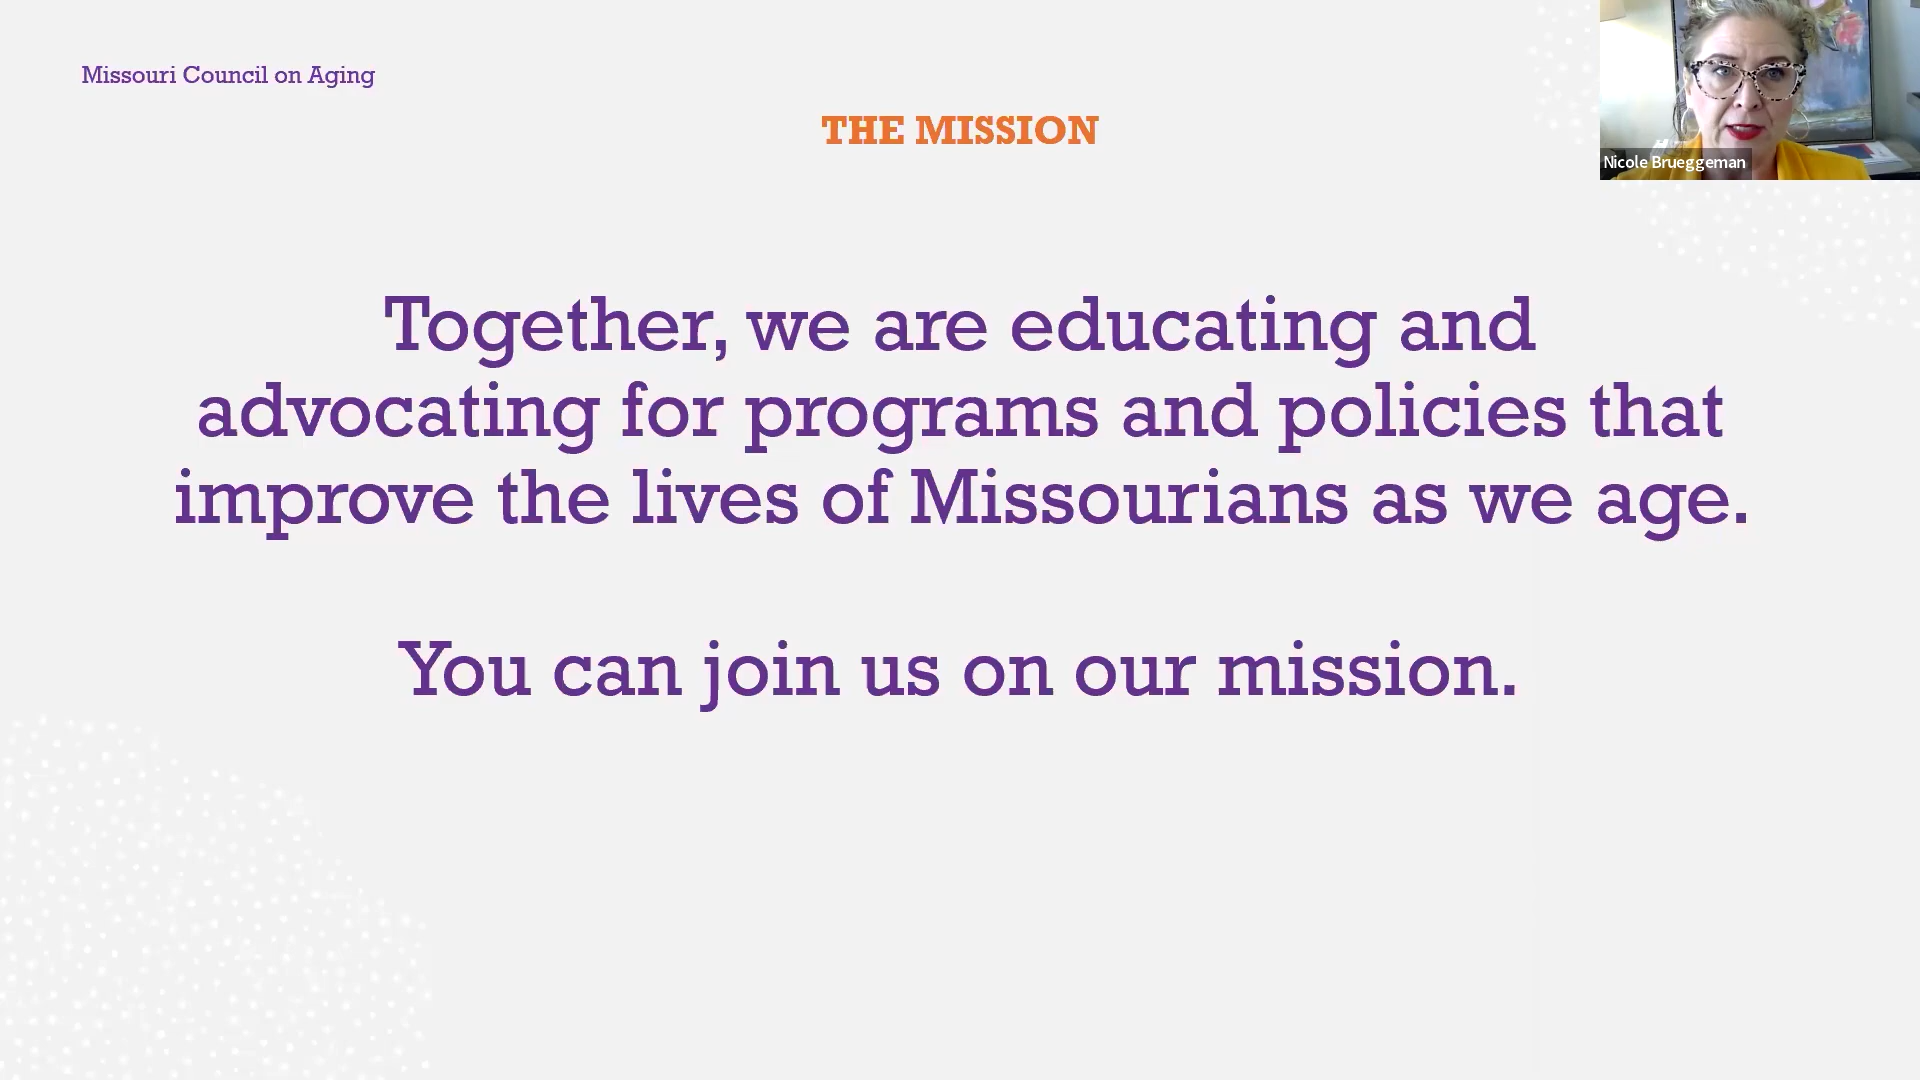 Missouri Council on Aging
THE MISSION
Nicole Brueggeman
Together, we are educating and
advocating for programs and policies that
improve the lives of Missourians as we age.
You can join us on our mission.